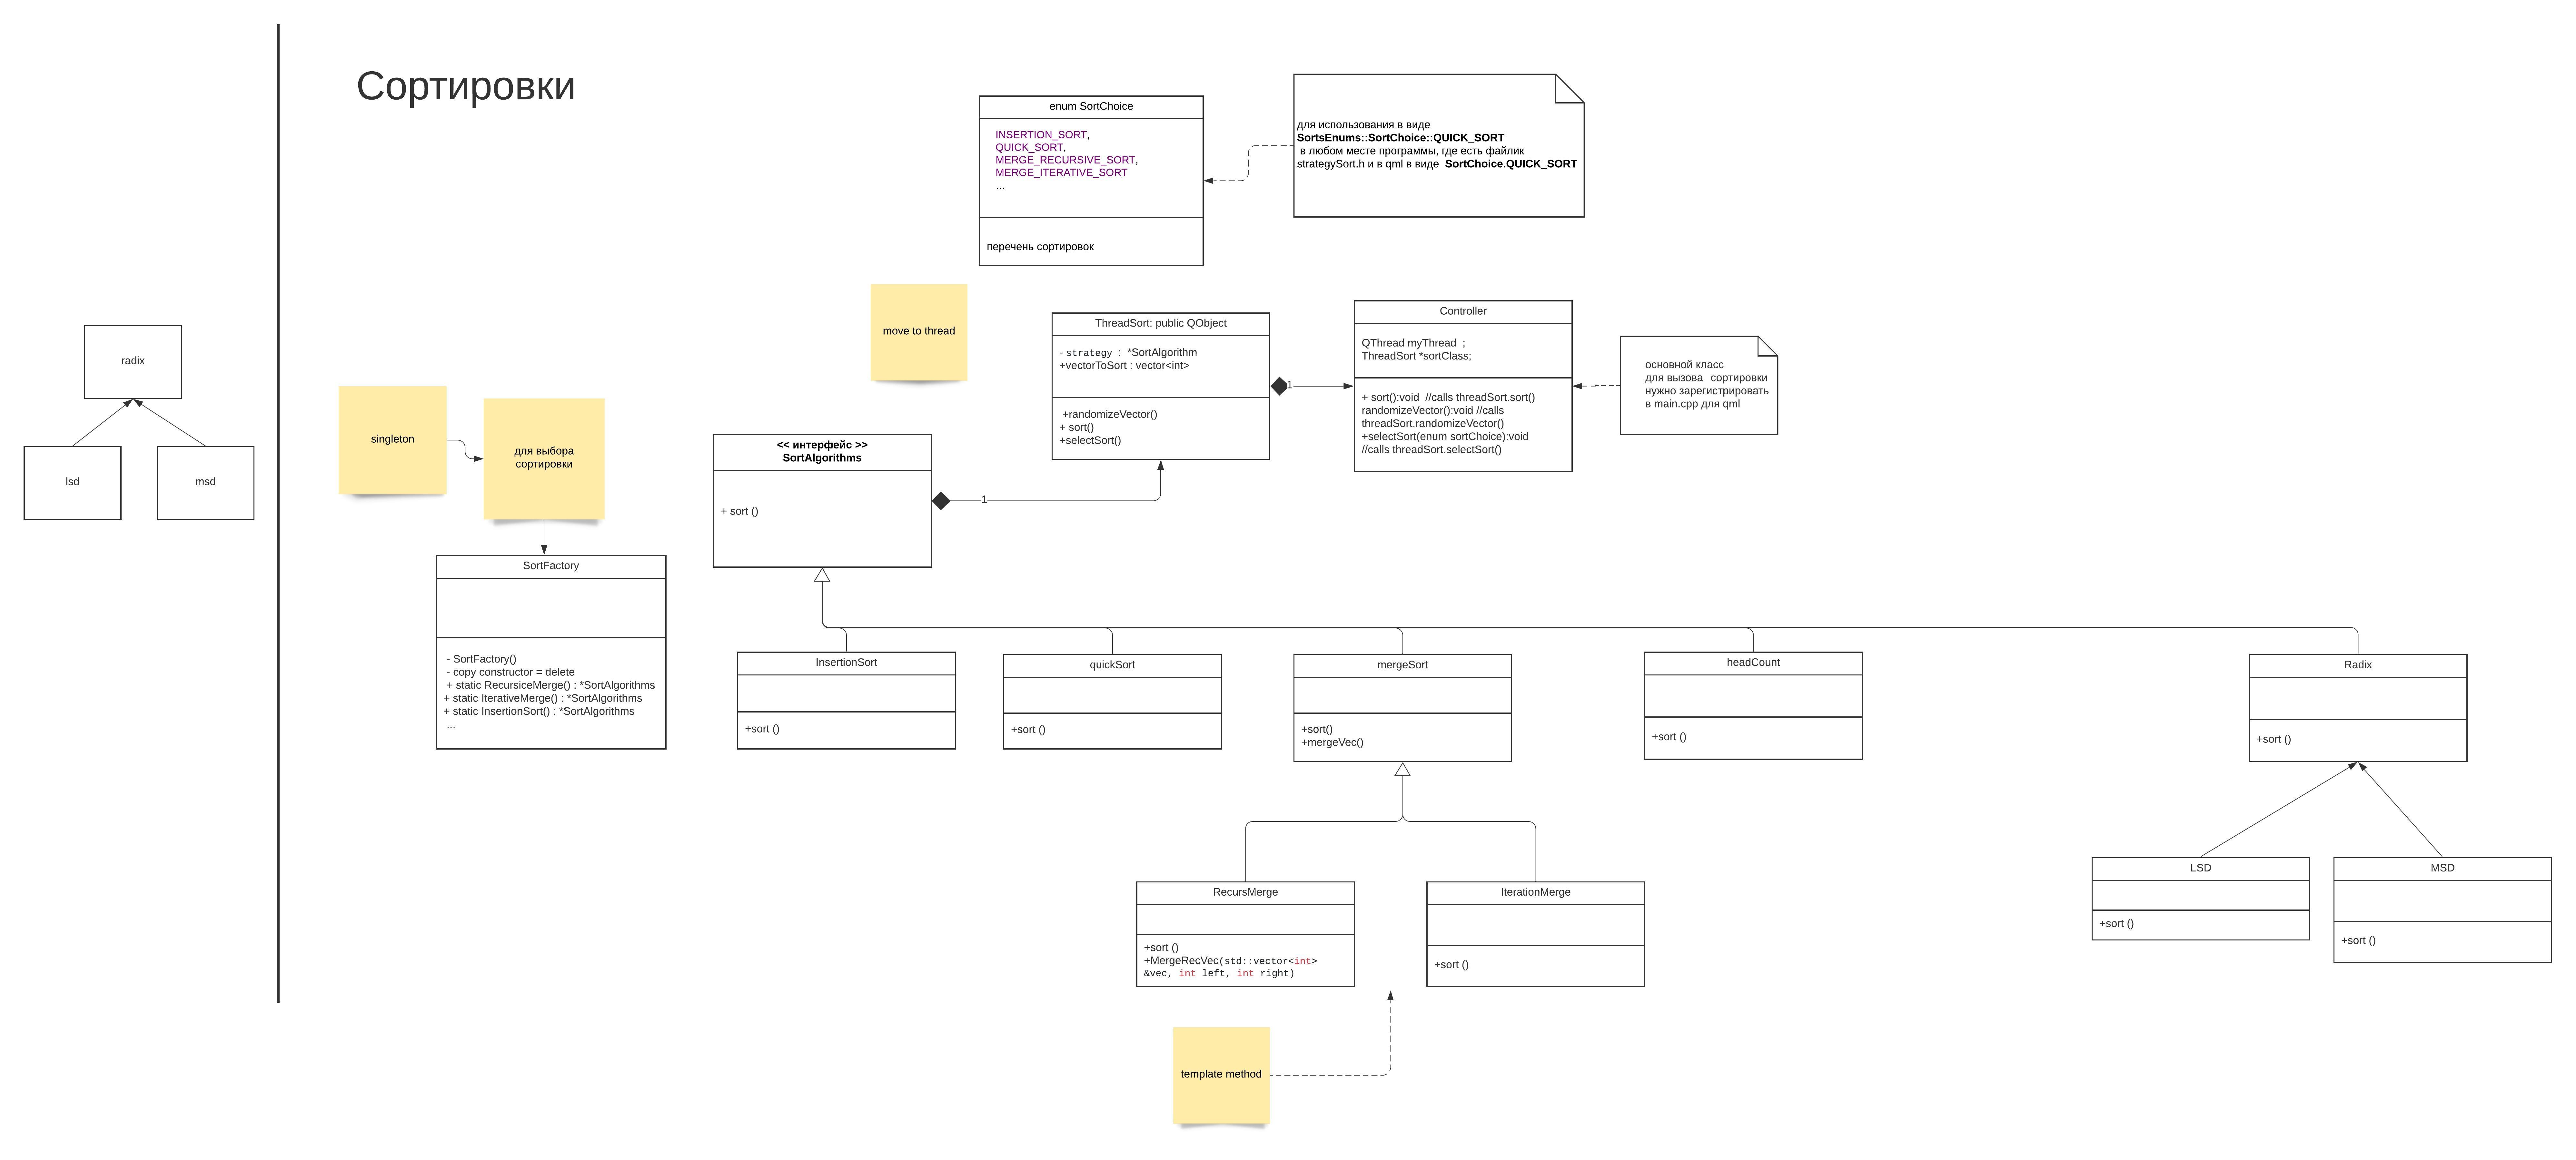 Сортировки
enum SortChoice
INSERTION_SORT,
QUICK_SORT,
MERGE_RECURSIVE_SORT,
MERGE_ITERATIVE_SORT
...
перечень сортировок
для использования в виде
SortsEnums::SortChoice::QUICK_SORT
в любом месте программы, где есть файлик
strategySort.h и в qml в виде SortChoice.QUICK_SORT
radix
lsd
msd
singleton
для выбора
сортировки
move to thread
ThreadSort: public QObject
- strategy : *SortAlgorithm
+vectorToSort : vector<int>
+randomizeVector()
+ sort()
+selectSort()
1
Controller
QThread myThread ;
ThreadSort *sortClass;
+ sort():void //calls threadSort.sort()
randomizeVector():void //calls
threadSort.randomizeVector()
+selectSort(enum sortChoice):void
//calls threadSort.selectSort()
основной класс
для вызова сортировки
нужно зарегистрировать
в main.cpp для qml
<< интерфейс >>
SortAlgorithms
+ sort ()
1
SortFactory
- SortFactory()
- copy constructor = delete
+ static RecursiceMerge() : *SortAlgorithms
+ static IterativeMerge() : *SortAlgorithms
+ static InsertionSort() : *SortAlgorithms
...
InsertionSort
+sort ()
quickSort
+sort ()
mergeSort
+sort()
+mergeVec()
headCount
+sort ()
Radix
+sort ()
RecursMerge
+sort ()
+MergeRecVec(std::vector<int>
&vec, int left, int right)
IterationMerge
+sort ()
LSD
+sort ()
MSD
+sort ()
template method